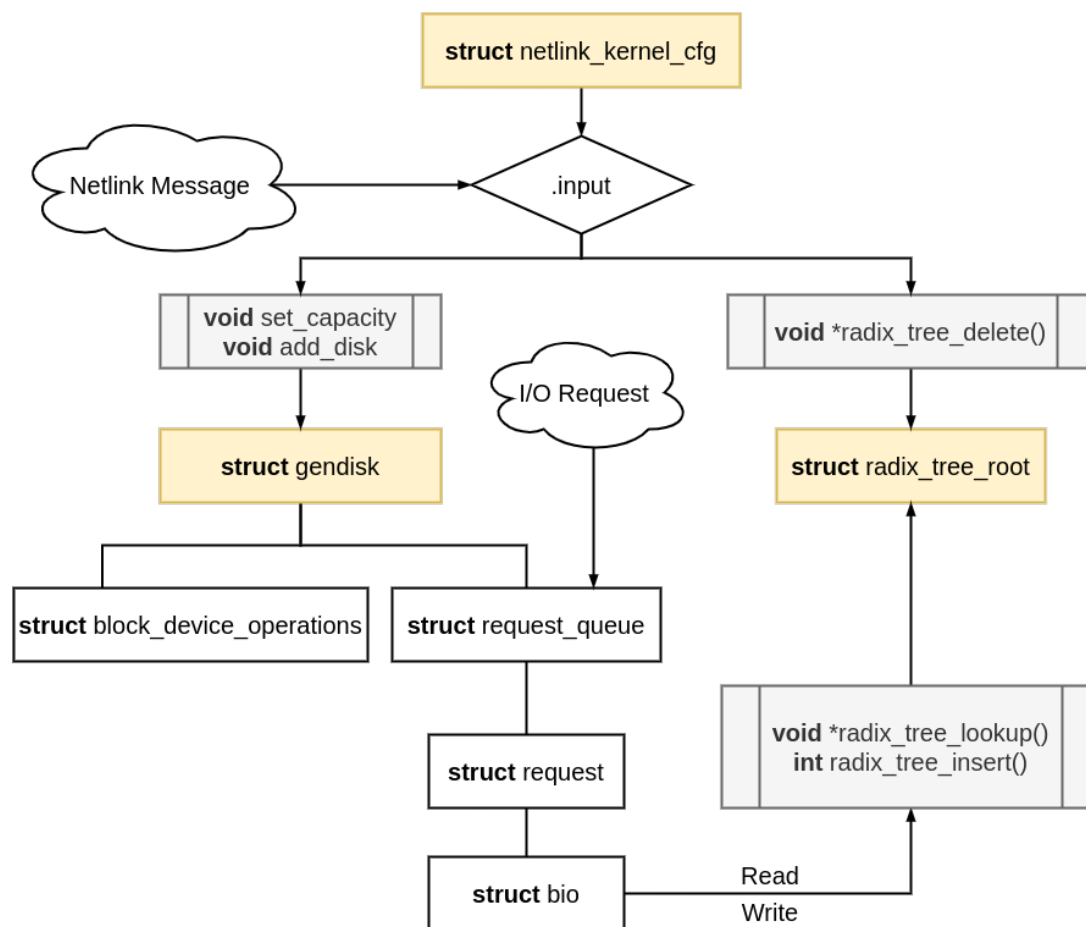 struct netlink_kernel_cfg
Netlink Message
.input
void set_capacity
void add_disk
void *radix_tree_delete()
I/O Request
struct gendisk
struct radix_tree_root
struct block_device_operations
struct request_queue
void *radix_tree_lookup()
int radix_tree_insert()
struct request
struct bio
Read
Write